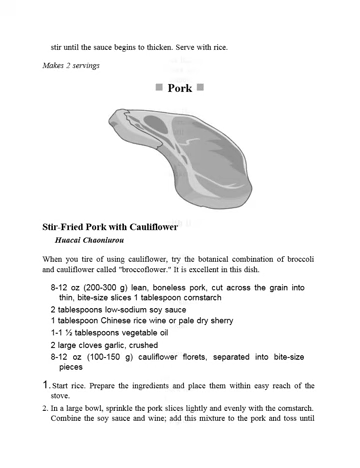 stir until the sauce begins to thicken. Serve with rice.
Makes 2 servings
Pork
Stir-Fried Pork with Cauliflower
Huacai Chaoniurou
When you tire of using cauliflower, try the botanical combination of broccoli
and cauliflower called "broccoflower." It is excellent in this dish.
8-12 oz (200-300 g) lean, boneless pork, cut across the grain into
thin, bite-size slices 1 tablespoon cornstarch
2 tablespoons low-sodium soy sauce
1 tablespoon Chinese rice wine or pale dry sherry
1-1 ½ tablespoons vegetable oil
2 large cloves garlic, crushed
8-12 oz (100-150 g) cauliflower florets, separated into bite-size
pieces
1. Start rice. Prepare the ingredients and place them within easy reach of the
stove.
2. In a large bowl, sprinkle the pork slices lightly and evenly with the cornstarch.
Combine the soy sauce and wine; add this mixture to the pork and toss until